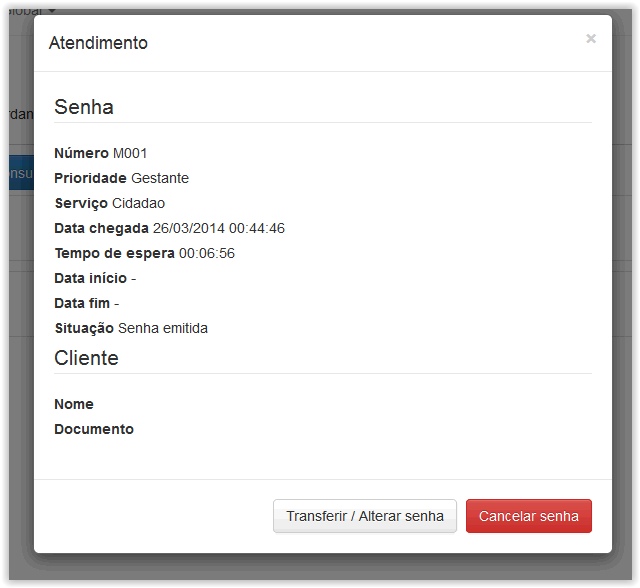 Global
Atendimento
×
Senha
Número M001
Prioridade Gestante
Serviço Cidadao
Data chegada 26/03/2014 00:44:46
Tempo de espera 00:06:56
Data início -
Data fim -
Situação Senha emitida
Cliente
Nome
Documento
Transferir / Alterar senha
Cancelar senha